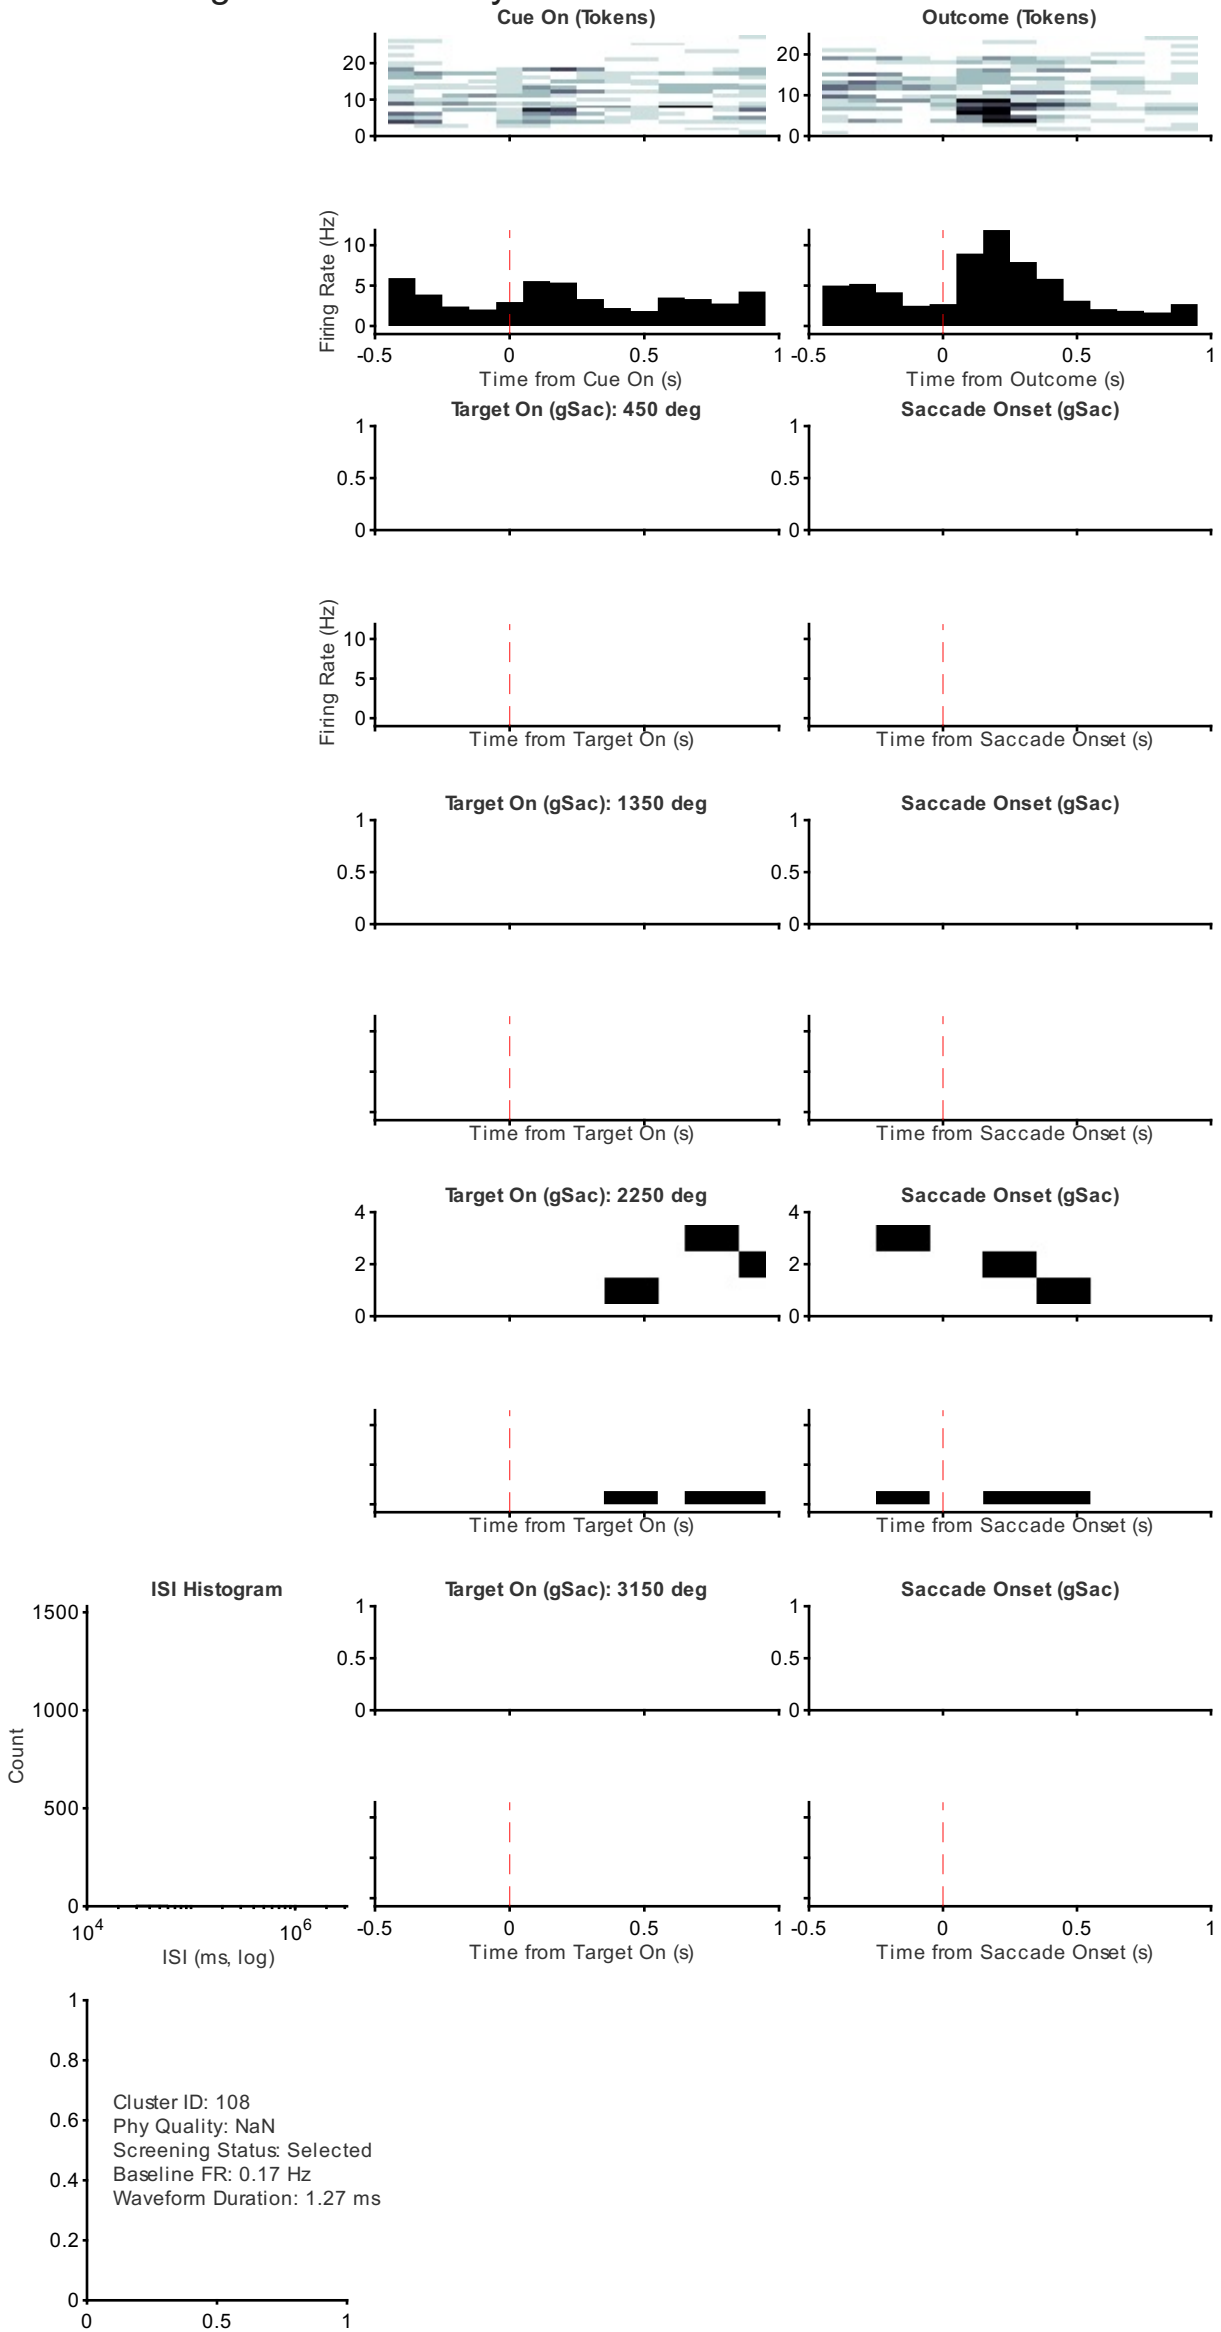 Cue On (Tokens)
Outcome (Tokens)
20
10
0
20
10
0
Firing Rate (Hz)
10
5
0
-0.5 0 0.5 1
-0.5 0 0.5 1
Time from Cue On (s)
Time from Outcome (s)
Target On (gSac): 450 deg
Saccade Onset (gSac)
1
0.5
0
1
0.5
0
Firing Rate (Hz)
10
5
0
Time from Target On (s)
Time from Saccade Onset (s)
Target On (gSac): 1350 deg
Saccade Onset (gSac)
1
0.5
0
1
0.5
0
Time from Target On (s)
Time from Saccade Onset (s)
Target On (gSac): 2250 deg
Saccade Onset (gSac)
4
2
0
4
2
0
Time from Target On (s)
Time from Saccade Onset (s)
ISI Histogram
Target On (gSac): 3150 deg
Saccade Onset (gSac)
Count
1500
1000
500
0
10^4 10^6
ISI (ms, log)
1
0.5
0
1
0.5
0
-0.5 0 0.5 1
-0.5 0 0.5 1
Time from Target On (s)
Time from Saccade Onset (s)
1
0.8
0.6
0.4
0.2
0
Cluster ID: 108
Phy Quality: NaN
Screening Status: Selected
Baseline FR: 0.17 Hz
Waveform Duration: 1.27 ms
0 0.5 1